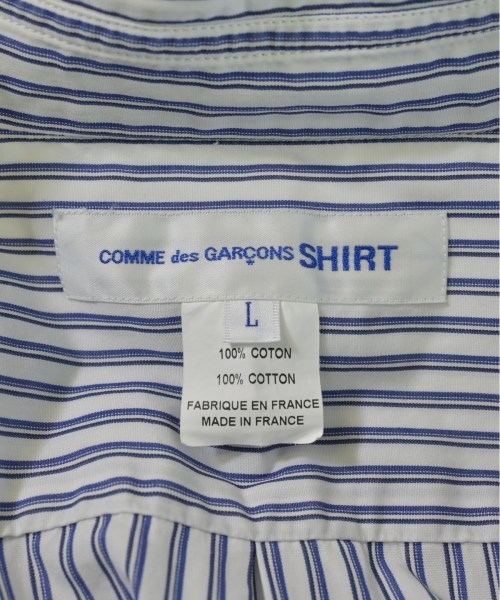 COMME des GARÇONS SHIRT
L
100% COTON
100% COTTON
FABRIQUE EN FRANCE
MADE IN FRANCE